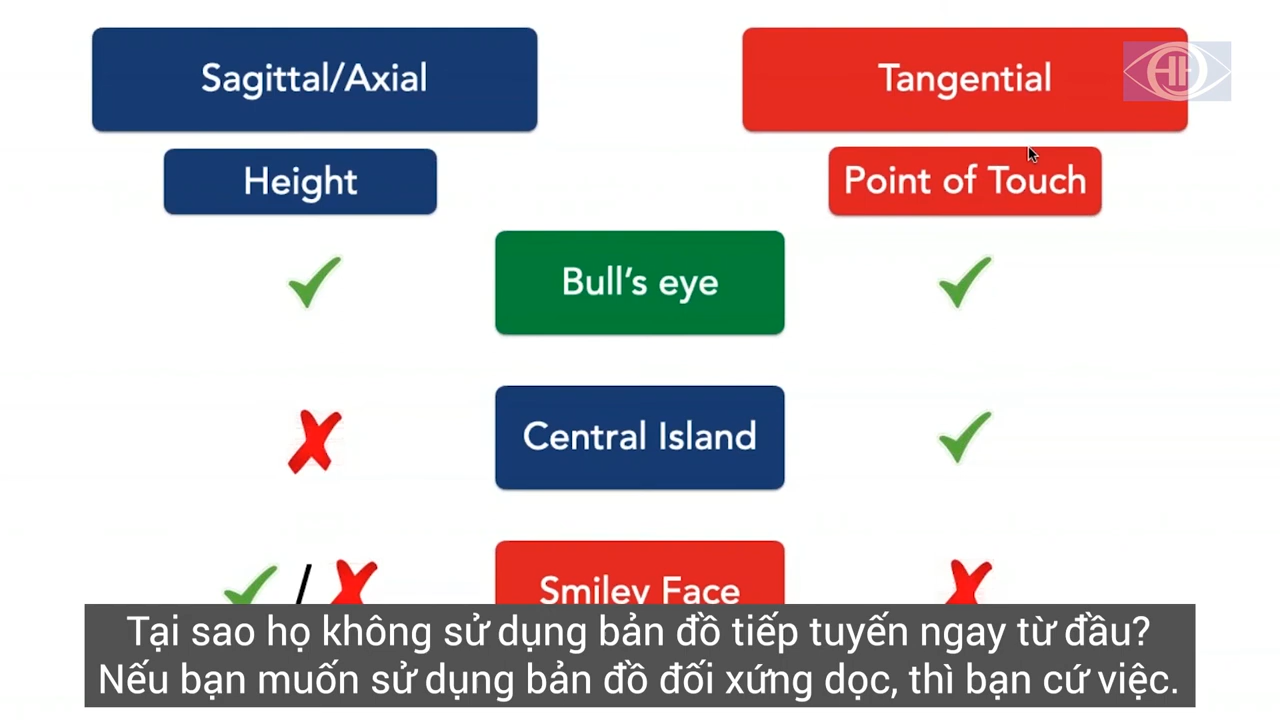 Sagittal/Axial
Tangential
Height
Point of Touch
Bull's eye
Central Island
/
Smiley Face
Tại sao họ không sử dụng bản đồ tiếp tuyến ngay từ đầu?
Nếu bạn muốn sử dụng bản đồ đối xứng dọc, thì bạn cứ việc.